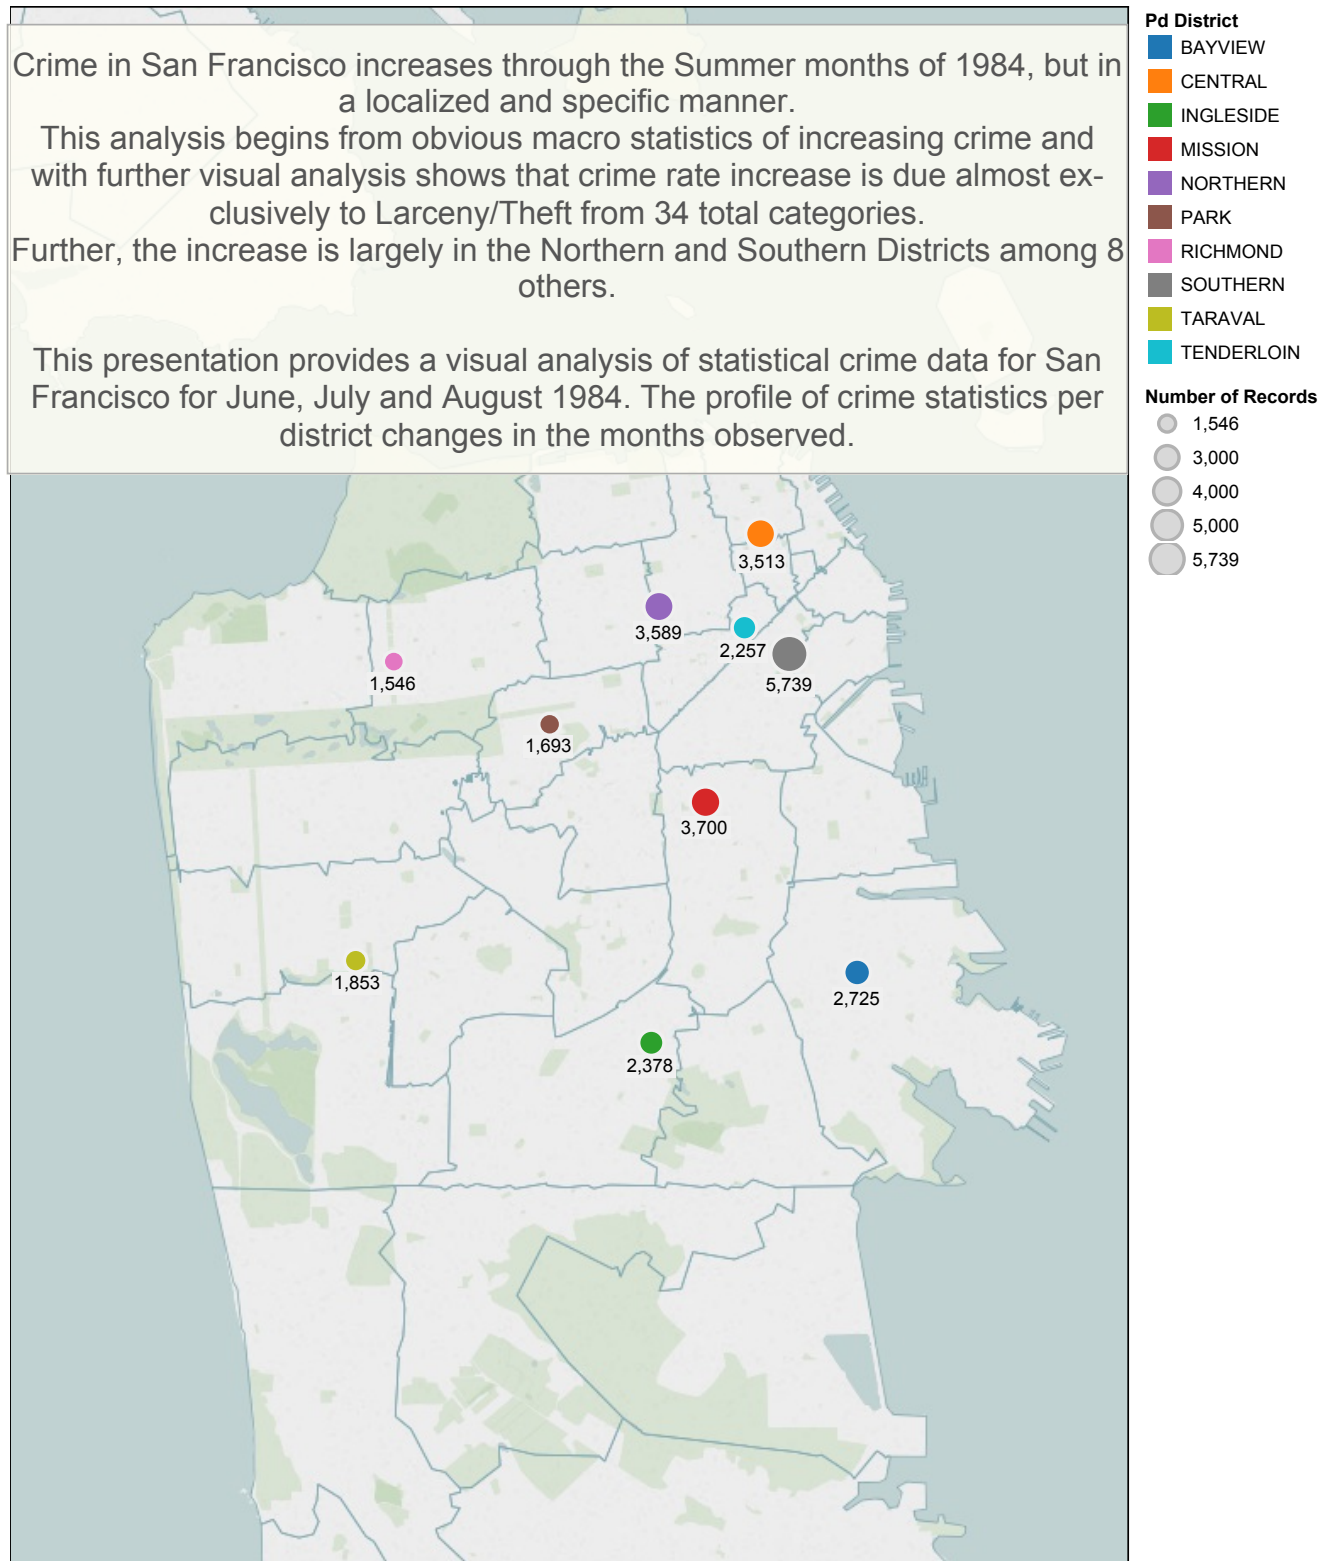 Crime in San Francisco increases through the Summer months of 1984, but in
a localized and specific manner.
This analysis begins from obvious macro statistics of increasing crime and
with further visual analysis shows that crime rate increase is due almost ex-
clusively to Larceny/Theft from 34 total categories.
Further, the increase is largely in the Northern and Southern Districts among 8
others.
This presentation provides a visual analysis of statistical crime data for San
Francisco for June, July and August 1984. The profile of crime statistics per
district changes in the months observed.
Pd District
BAYVIEW
CENTRAL
INGLESIDE
MISSION
NORTHERN
PARK
RICHMOND
SOUTHERN
TARAVAL
TENDERLOIN
Number of Records
1,546
3,000
4,000
5,000
5,739
3,513
3,589
2,257
5,739
1,546
1,693
3,700
1,853
2,725
2,378